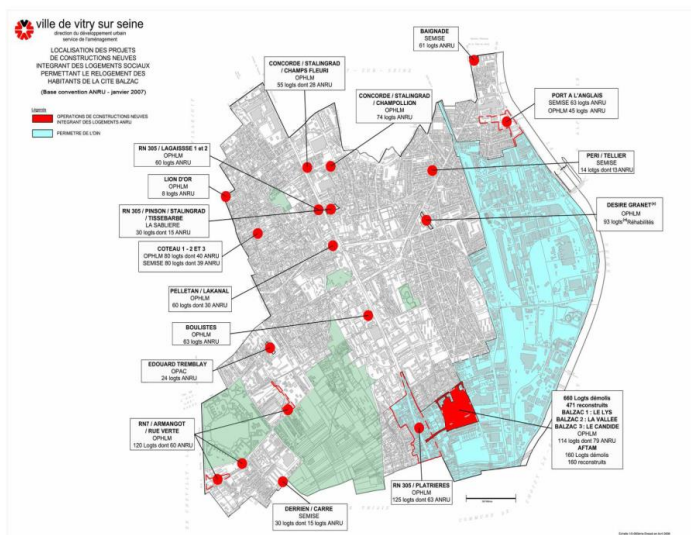 ville de vitry sur seine
direction du développement urbain
service de l'aménagement
LOCALISATION DES PROJETS
DE CONSTRUCTIONS NEUVES
INTEGRANT DES LOGEMENTS SOCIAUX
PERMETTANT LE RELOGEMENT DES
HABITANTS DE LA CITE BALZAC
(Base convention ANRU - janvier 2007)
OPERATIONS DE CONSTRUCTIONS NEUVES
INTEGRANT DES LOGEMENTS ANRU
PERIMETRE DE L'OIN
BAIGNADE
SEMISE
61 logts ANRU
CONCORDE / STALINGRAD
/ CHAMPS FLEURI
OPHLM
55 logts dont 28 ANRU
CONCORDE / STALINGRAD
/ CHAMPOLLION
OPHLM
74 logts ANRU
PORT A L'ANGLAIS
SEMISE 63 logts ANRU
OPHLM 45 logts ANRU
RN 305 / LAGAISSSE 1 et 2
OPHLM
60 logts ANRU
PERI / TELLIER
SEMISE
14 lotgs dont 13 ANRU
LION D'OR
OPHLM
8 logts ANRU
RN 305 / PINSON / STALINGRAD
/ TISSEBARBE
LA SABLIERE
30 logts dont 15 ANRU
DESIRE GRANET
OPHLM
93 logts Réhabilités
COTEAU 1 - 2 ET 3
OPHLM 80 logts dont 40 ANRU
SEMISE 80 logts dont 39 ANRU
PELLETAN / LAKANAL
OPHLM
60 logts dont 30 ANRU
BOULISTES
OPHLM
63 logts ANRU
EDOUARD TREMBLAY
OPAC
24 logts ANRU
RN7 / ARMANGOT
/ RUE VERTE
OPHLM
120 Logts dont 60 ANRU
668 Logts démolis
471 reconstruits
BALZAC 1 : LE LYS
BALZAC 2 : LA VALLEE
BALZAC 3 : LE CANDIDE
OPHLM
114 logts dont 79 ANRU
AFTAM
160 Logts démolis
160 reconstruits
RN 305 / PLATRIERES
OPHLM
125 logts dont 63 ANRU
DERRIEN / CARRE
SEMISE
30 logts dont 15 logts ANRU